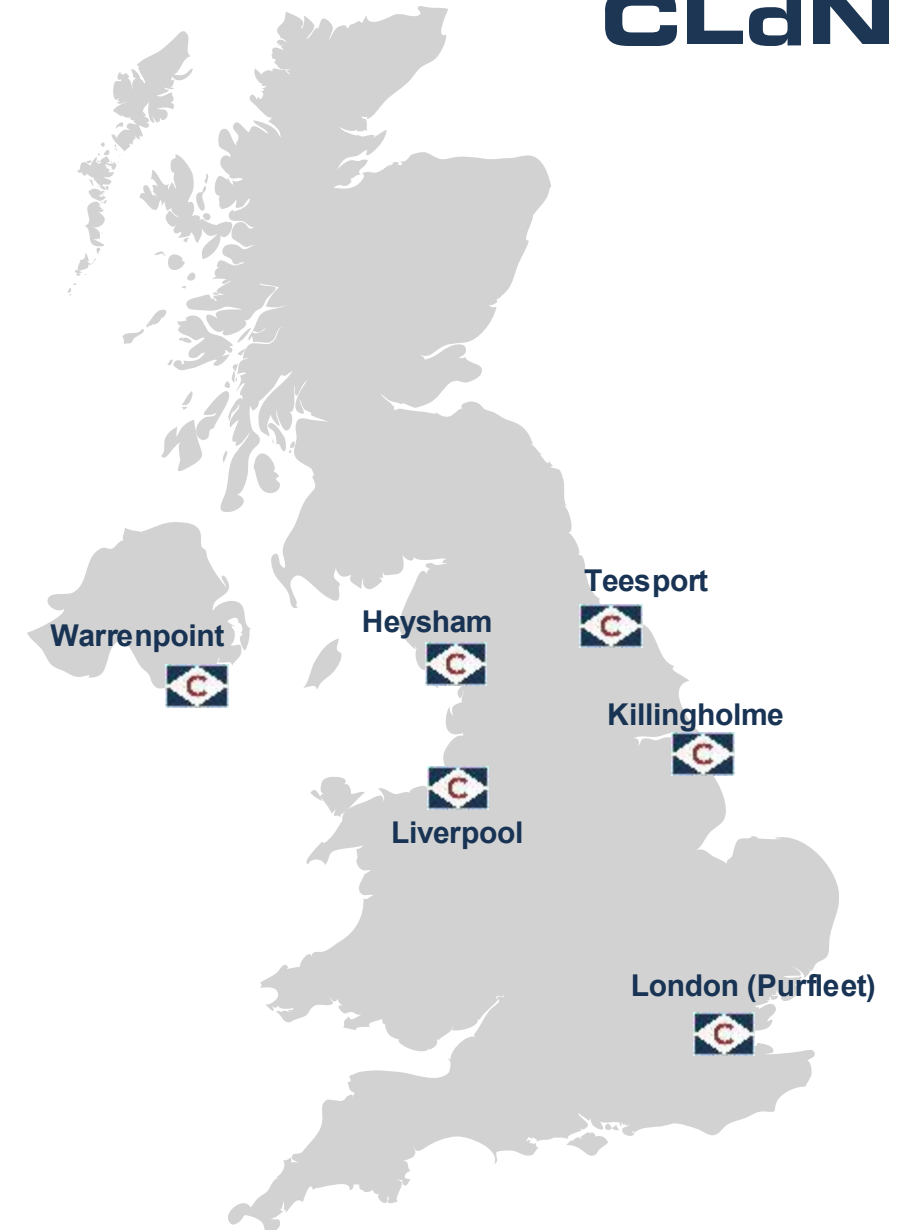 CLdN
Teesport
Heysham
Warrenpoint
Killingholme
Liverpool
London (Purfleet)
C
C
C
C
C
C